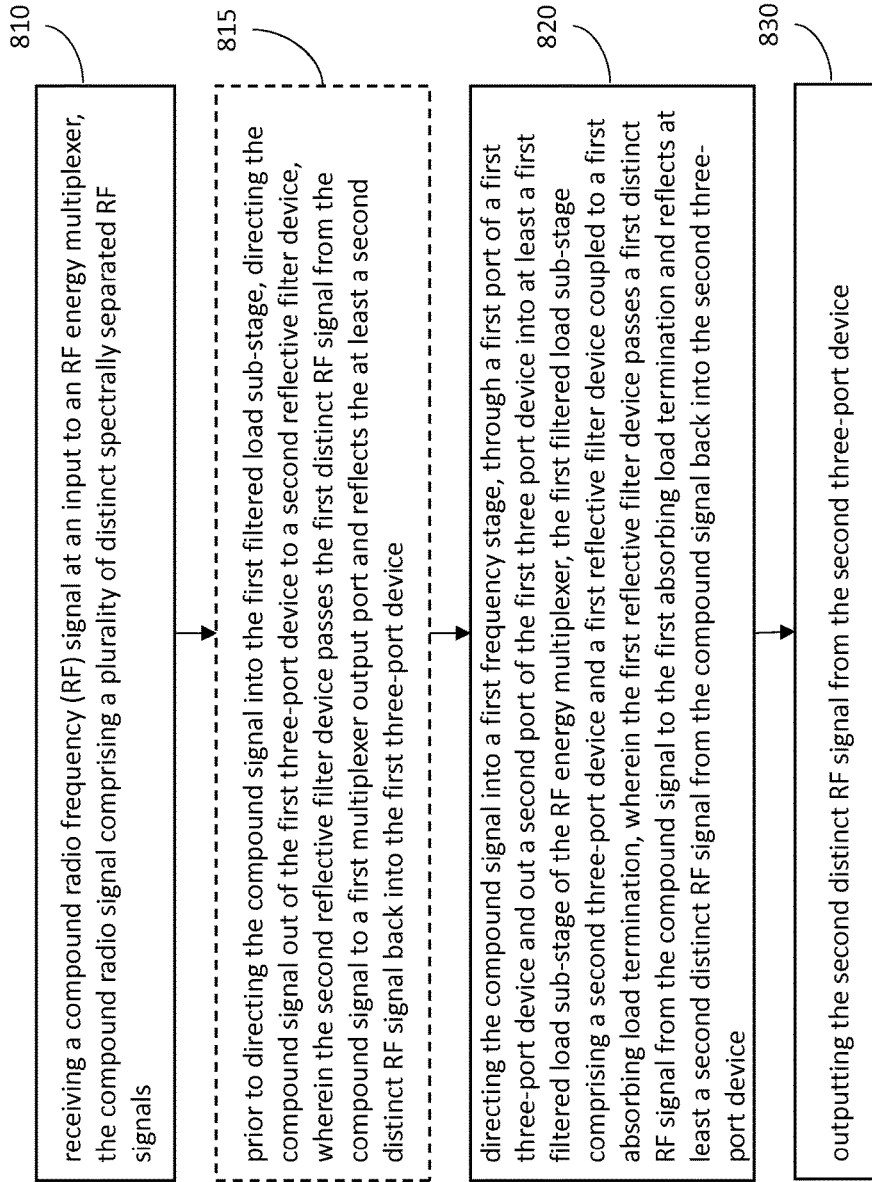 810
receiving a compound radio frequency (RF) signal at an input to an RF energy multiplexer,
the compound radio signal comprising a plurality of distinct spectrally separated RF
signals
815
prior to directing the compound signal into the first filtered load sub-stage, directing the
compound signal out of the first three-port device to a second reflective filter device,
wherein the second reflective filter device passes the first distinct RF signal from the
compound signal to a first multiplexer output port and reflects the at least a second
distinct RF signal back into the first three-port device
820
directing the compound signal into a first frequency stage, through a first port of a first
three-port device and out a second port of the first three port device into at least a first
filtered load sub-stage of the RF energy multiplexer, the first filtered load sub-stage
comprising a second three-port device and a first reflective filter device coupled to a first
absorbing load termination, wherein the first reflective filter device passes a first distinct
RF signal from the compound signal to the first absorbing load termination and reflects at
least a second distinct RF signal from the compound signal back into the second three-
port device
830
outputting the second distinct RF signal from the second three-port device